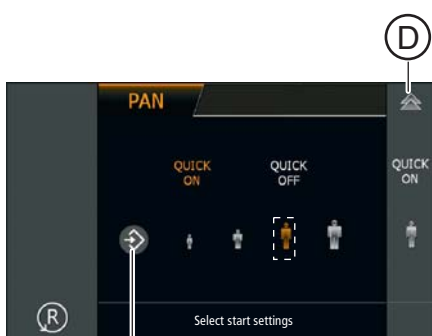 D
PAN
QUICK ON
QUICK OFF
QUICK ON
R
Select start settings